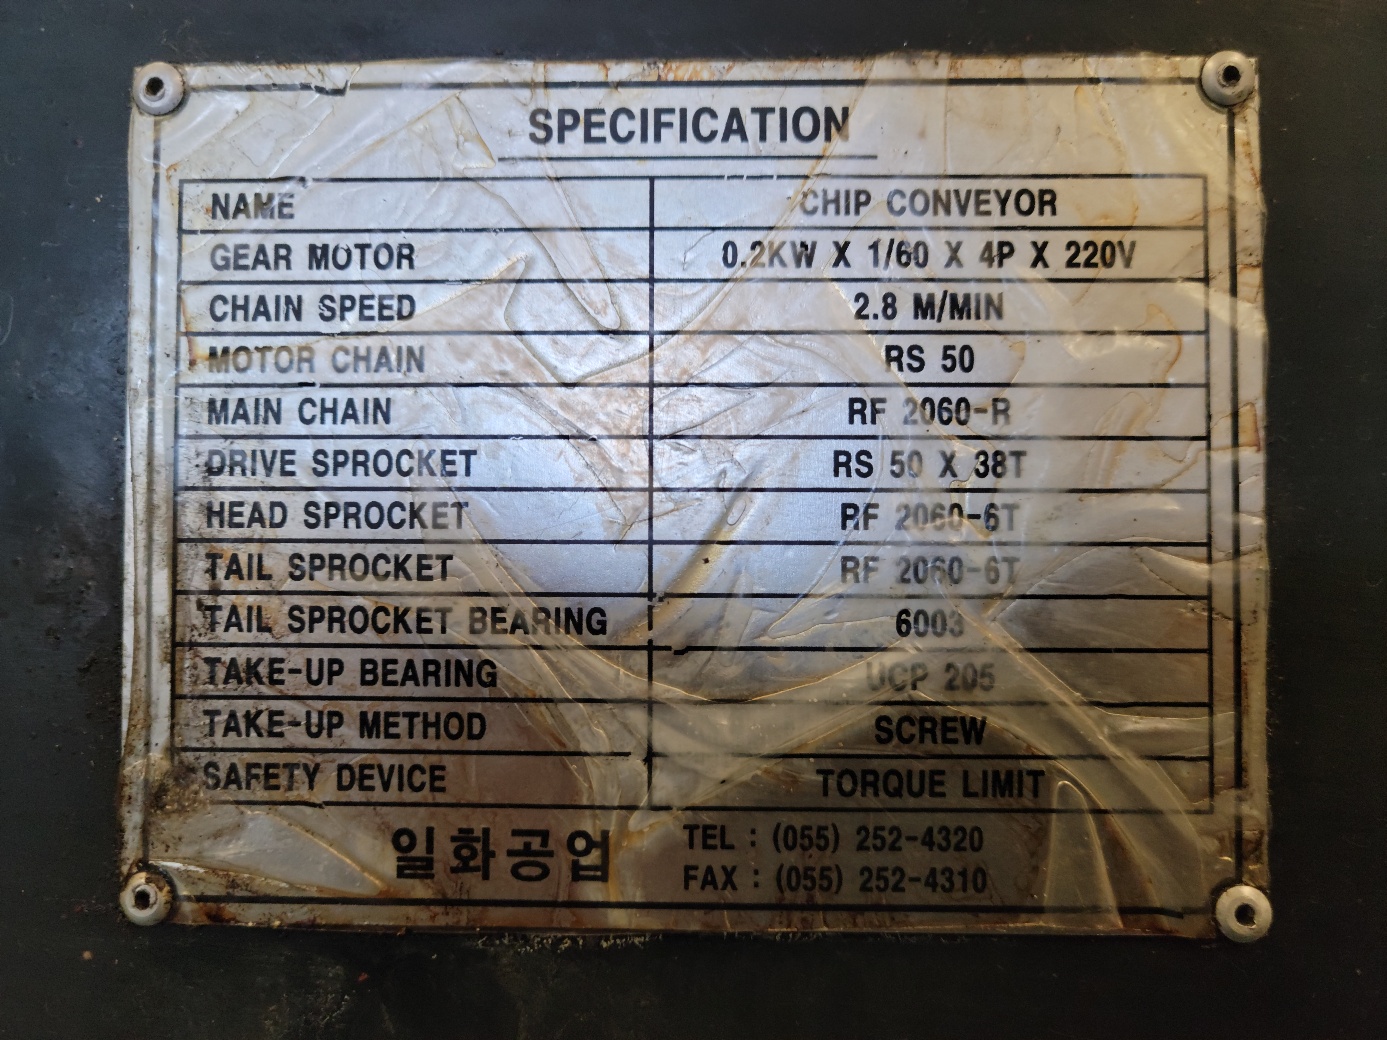 SPECIFICATION
NAME CHIP CONVEYOR
GEAR MOTOR 0.2KW X 1/60 X 4P X 220V
CHAIN SPEED 2.8 M/MIN
MOTOR CHAIN RS 50
MAIN CHAIN RF 2060-R
DRIVE SPROCKET RS 50 X 38T
HEAD SPROCKET RF 2060-6T
TAIL SPROCKET RF 2060-6T
TAIL SPROCKET BEARING 6003
TAKE-UP BEARING UCP 205
TAKE-UP METHOD SCREW
SAFETY DEVICE TORQUE LIMIT
일화공업
TEL : (055) 252-4320
FAX : (055) 252-4310